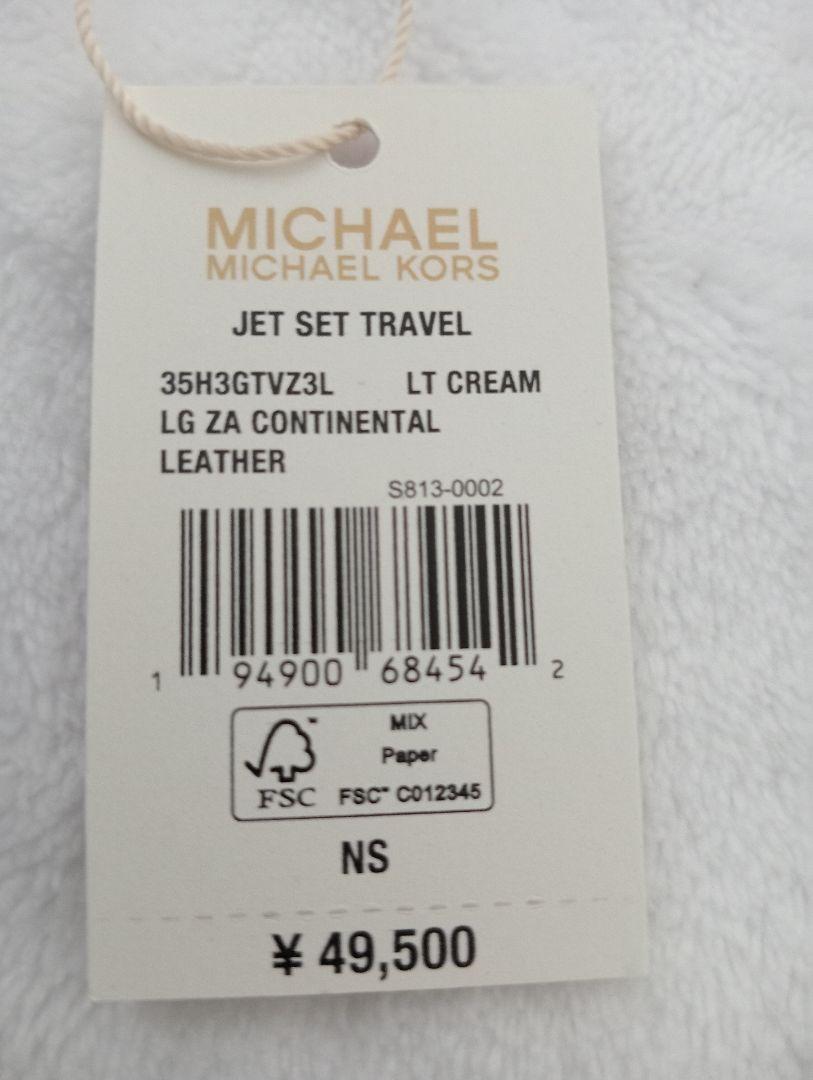 MICHAEL
MICHAEL KORS
JET SET TRAVEL
35H3GTVZ3L LT CREAM
LG ZA CONTINENTAL
LEATHER
S813-0002
1 94900 68454 2
MIX
Paper
FSC FSC™ C012345
NS
¥ 49,500